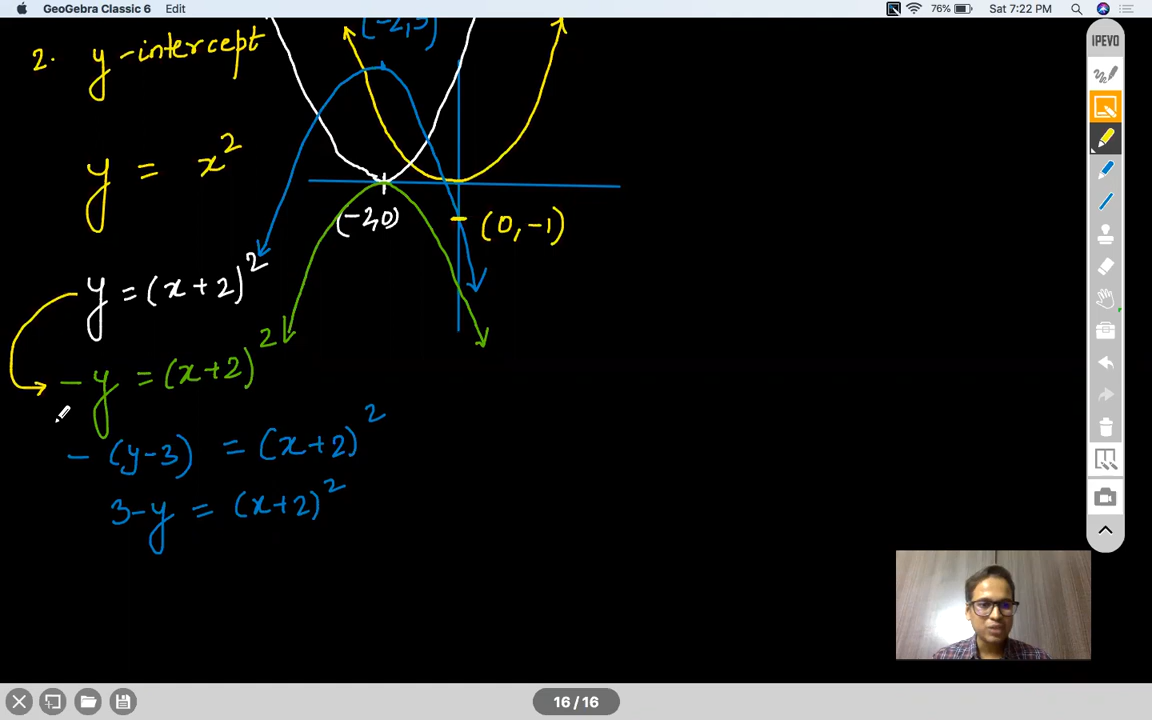 GeoGebra Classic 6 Edit 76% Sat 7:22 PM
IPEVO
(-2,3)
2. y-intercept
y = x²
(-2,0)
(0,-1)
y = (x+2)²
-y = (x+2)²
-(y-3) = (x+2)²
3-y = (x+2)²
16 / 16